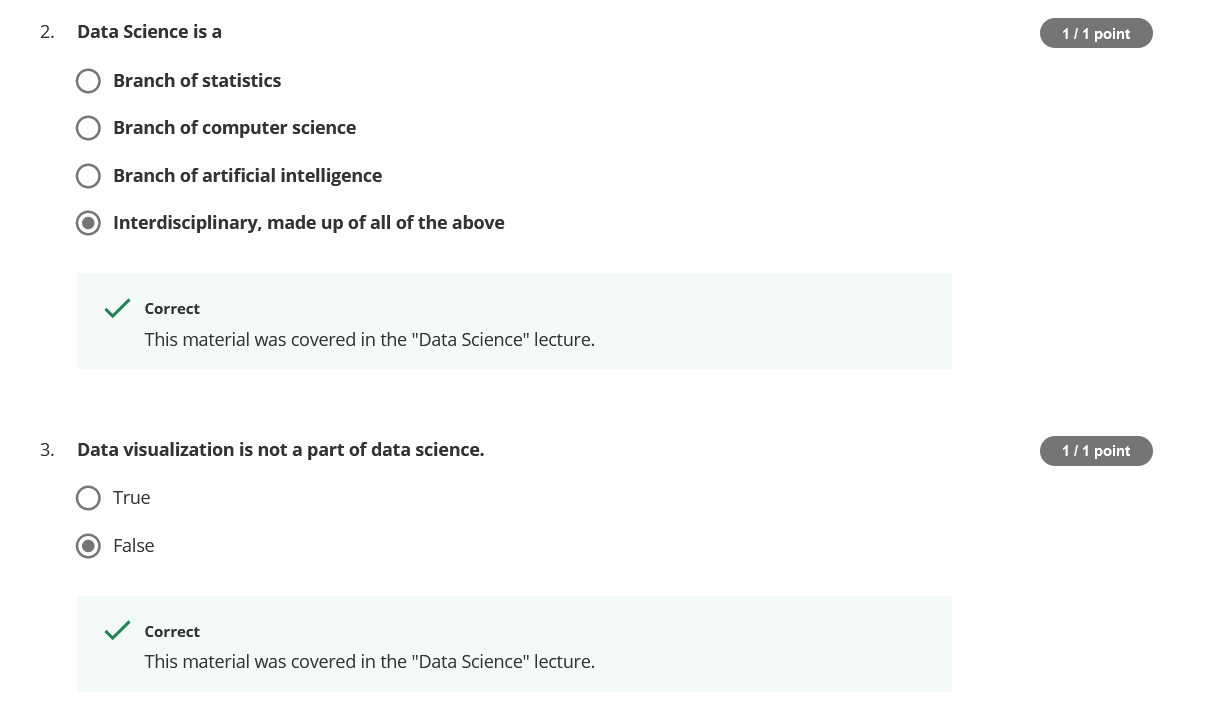 2. Data Science is a
1 / 1 point
Branch of statistics
Branch of computer science
Branch of artificial intelligence
Interdisciplinary, made up of all of the above
Correct
This material was covered in the "Data Science" lecture.
3. Data visualization is not a part of data science.
1 / 1 point
True
False
Correct
This material was covered in the "Data Science" lecture.